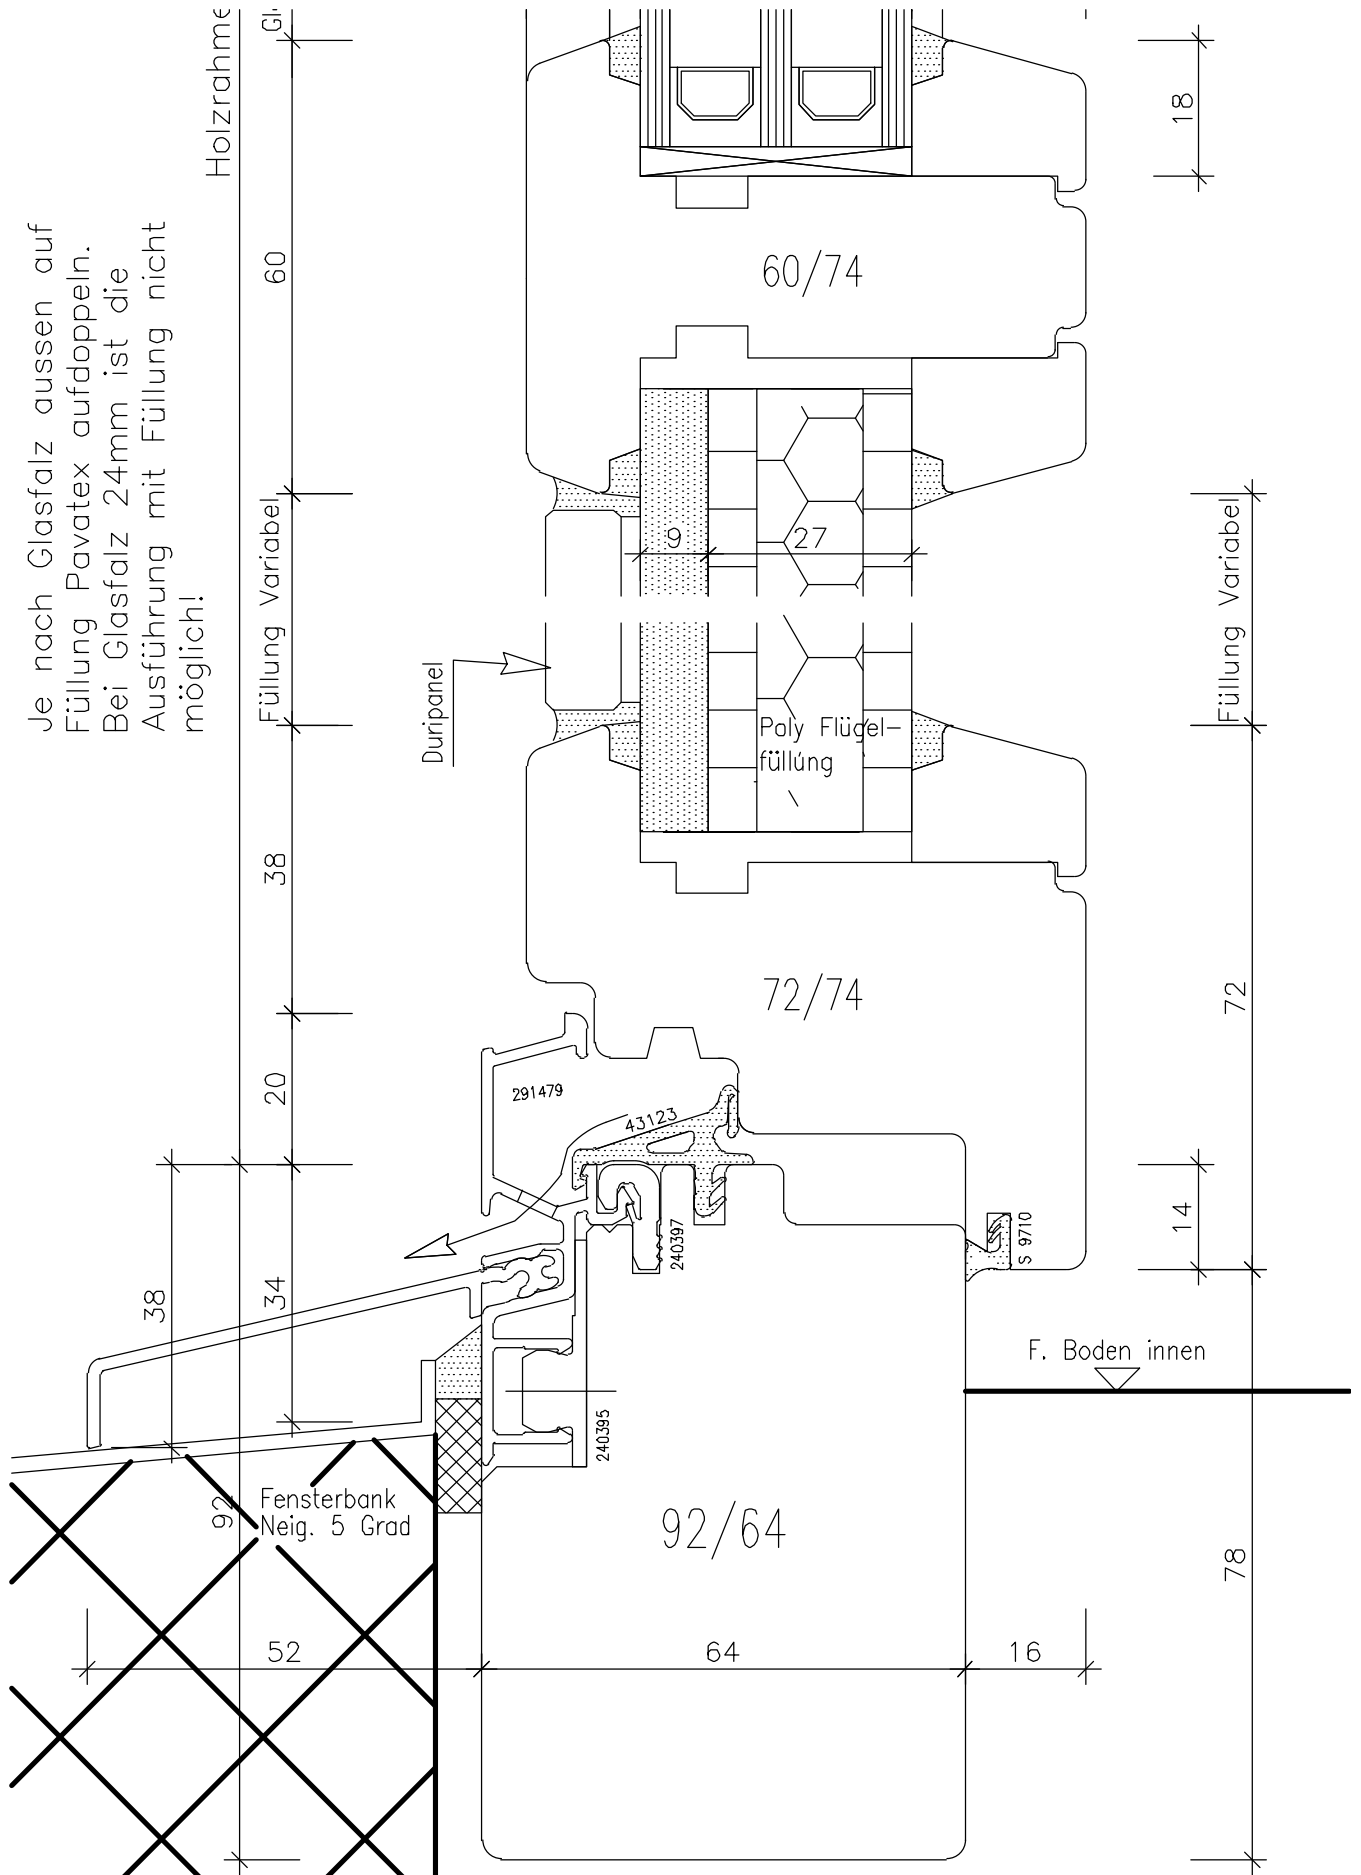 Je nach Glasfalz aussen auf
Füllung Pavatex aufdoppeln.
Bei Glasfalz 24mm ist die
Ausführung mit Füllung nicht
möglich!
18
60
60/74
Füllung Variabel
9
27
Füllung Variabel
Duripanel
Poly Flügel-
füllung
38
72/74
72
20
291479
43123
14
S 9710
240397
38
34
F. Boden innen
240395
92
Fensterbank
Neig. 5 Grad
92/64
78
52
64
16